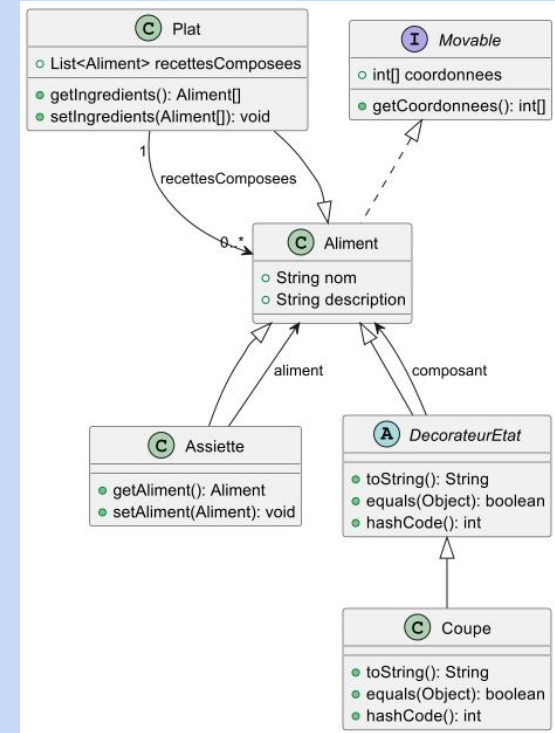 C Plat
List<Aliment> recettesComposees
getIngredients(): Aliment[]
setIngredients(Aliment[]): void
I Movable
int[] coordonnees
getCoordonnees(): int[]
1
recettesComposees
0..*
C Aliment
String nom
String description
aliment
composant
C Assiette
getAliment(): Aliment
setAliment(Aliment): void
A DecorateurEtat
toString(): String
equals(Object): boolean
hashCode(): int
C Coupe
toString(): String
equals(Object): boolean
hashCode(): int